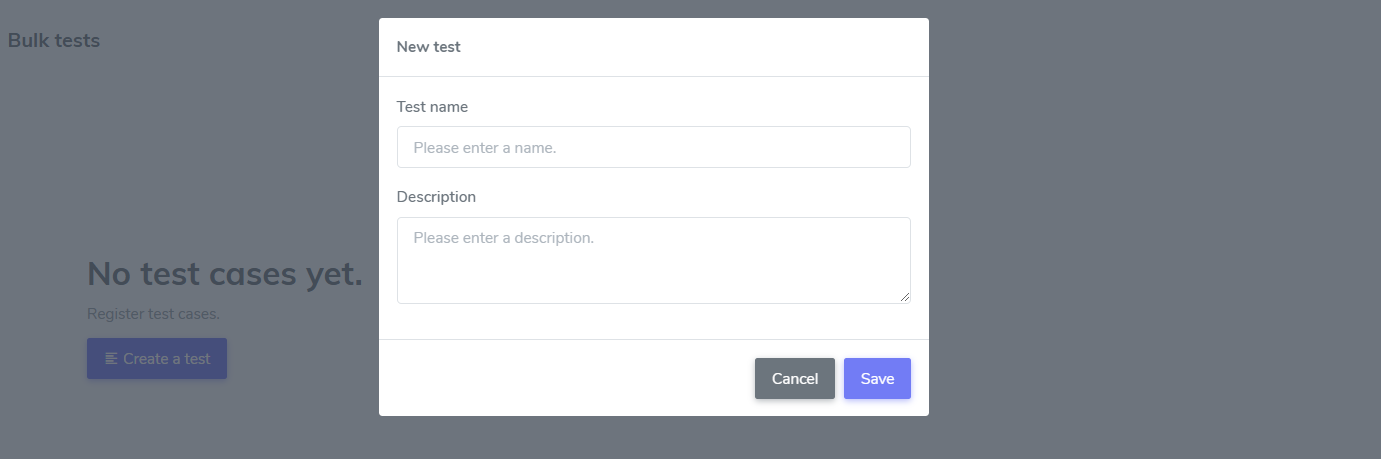 Bulk tests
New test
Test name
Please enter a name.
Description
Please enter a description.
No test cases yet.
Register test cases.
Create a test
Cancel
Save